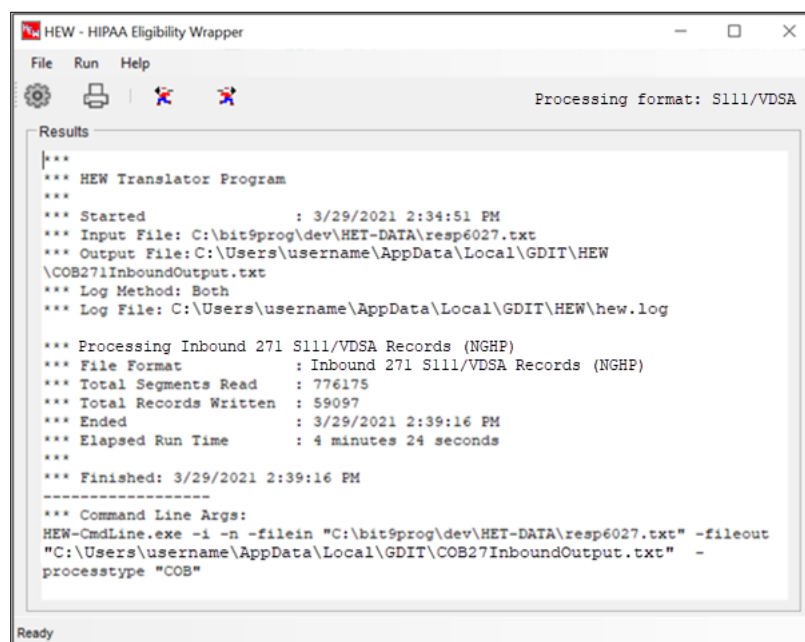 HEW - HIPAA Eligibility Wrapper
File Run Help
Processing format: S111/VDSA
Results
***
*** HEW Translator Program
***
*** Started : 3/29/2021 2:34:51 PM
*** Input File: C:\bit9prog\dev\HET-DATA\resp6027.txt
*** Output File: C:\Users\username\AppData\Local\GDIT\HEW
\COB271InboundOutput.txt
*** Log Method: Both
*** Log File: C:\Users\username\AppData\Local\GDIT\HEW\hew.log
*** Processing Inbound 271 S111/VDSA Records (NGHP)
*** File Format : Inbound 271 S111/VDSA Records (NGHP)
*** Total Segments Read : 776175
*** Total Records Written : 59097
*** Ended : 3/29/2021 2:39:16 PM
*** Elapsed Run Time : 4 minutes 24 seconds
***
*** Finished: 3/29/2021 2:39:16 PM
------------------
*** Command Line Args:
HEW-CmdLine.exe -i -n -filein "C:\bit9prog\dev\HET-DATA\resp6027.txt" -fileout
"C:\Users\username\AppData\Local\GDIT\COB27InboundOutput.txt" -
processtype "COB"
Ready